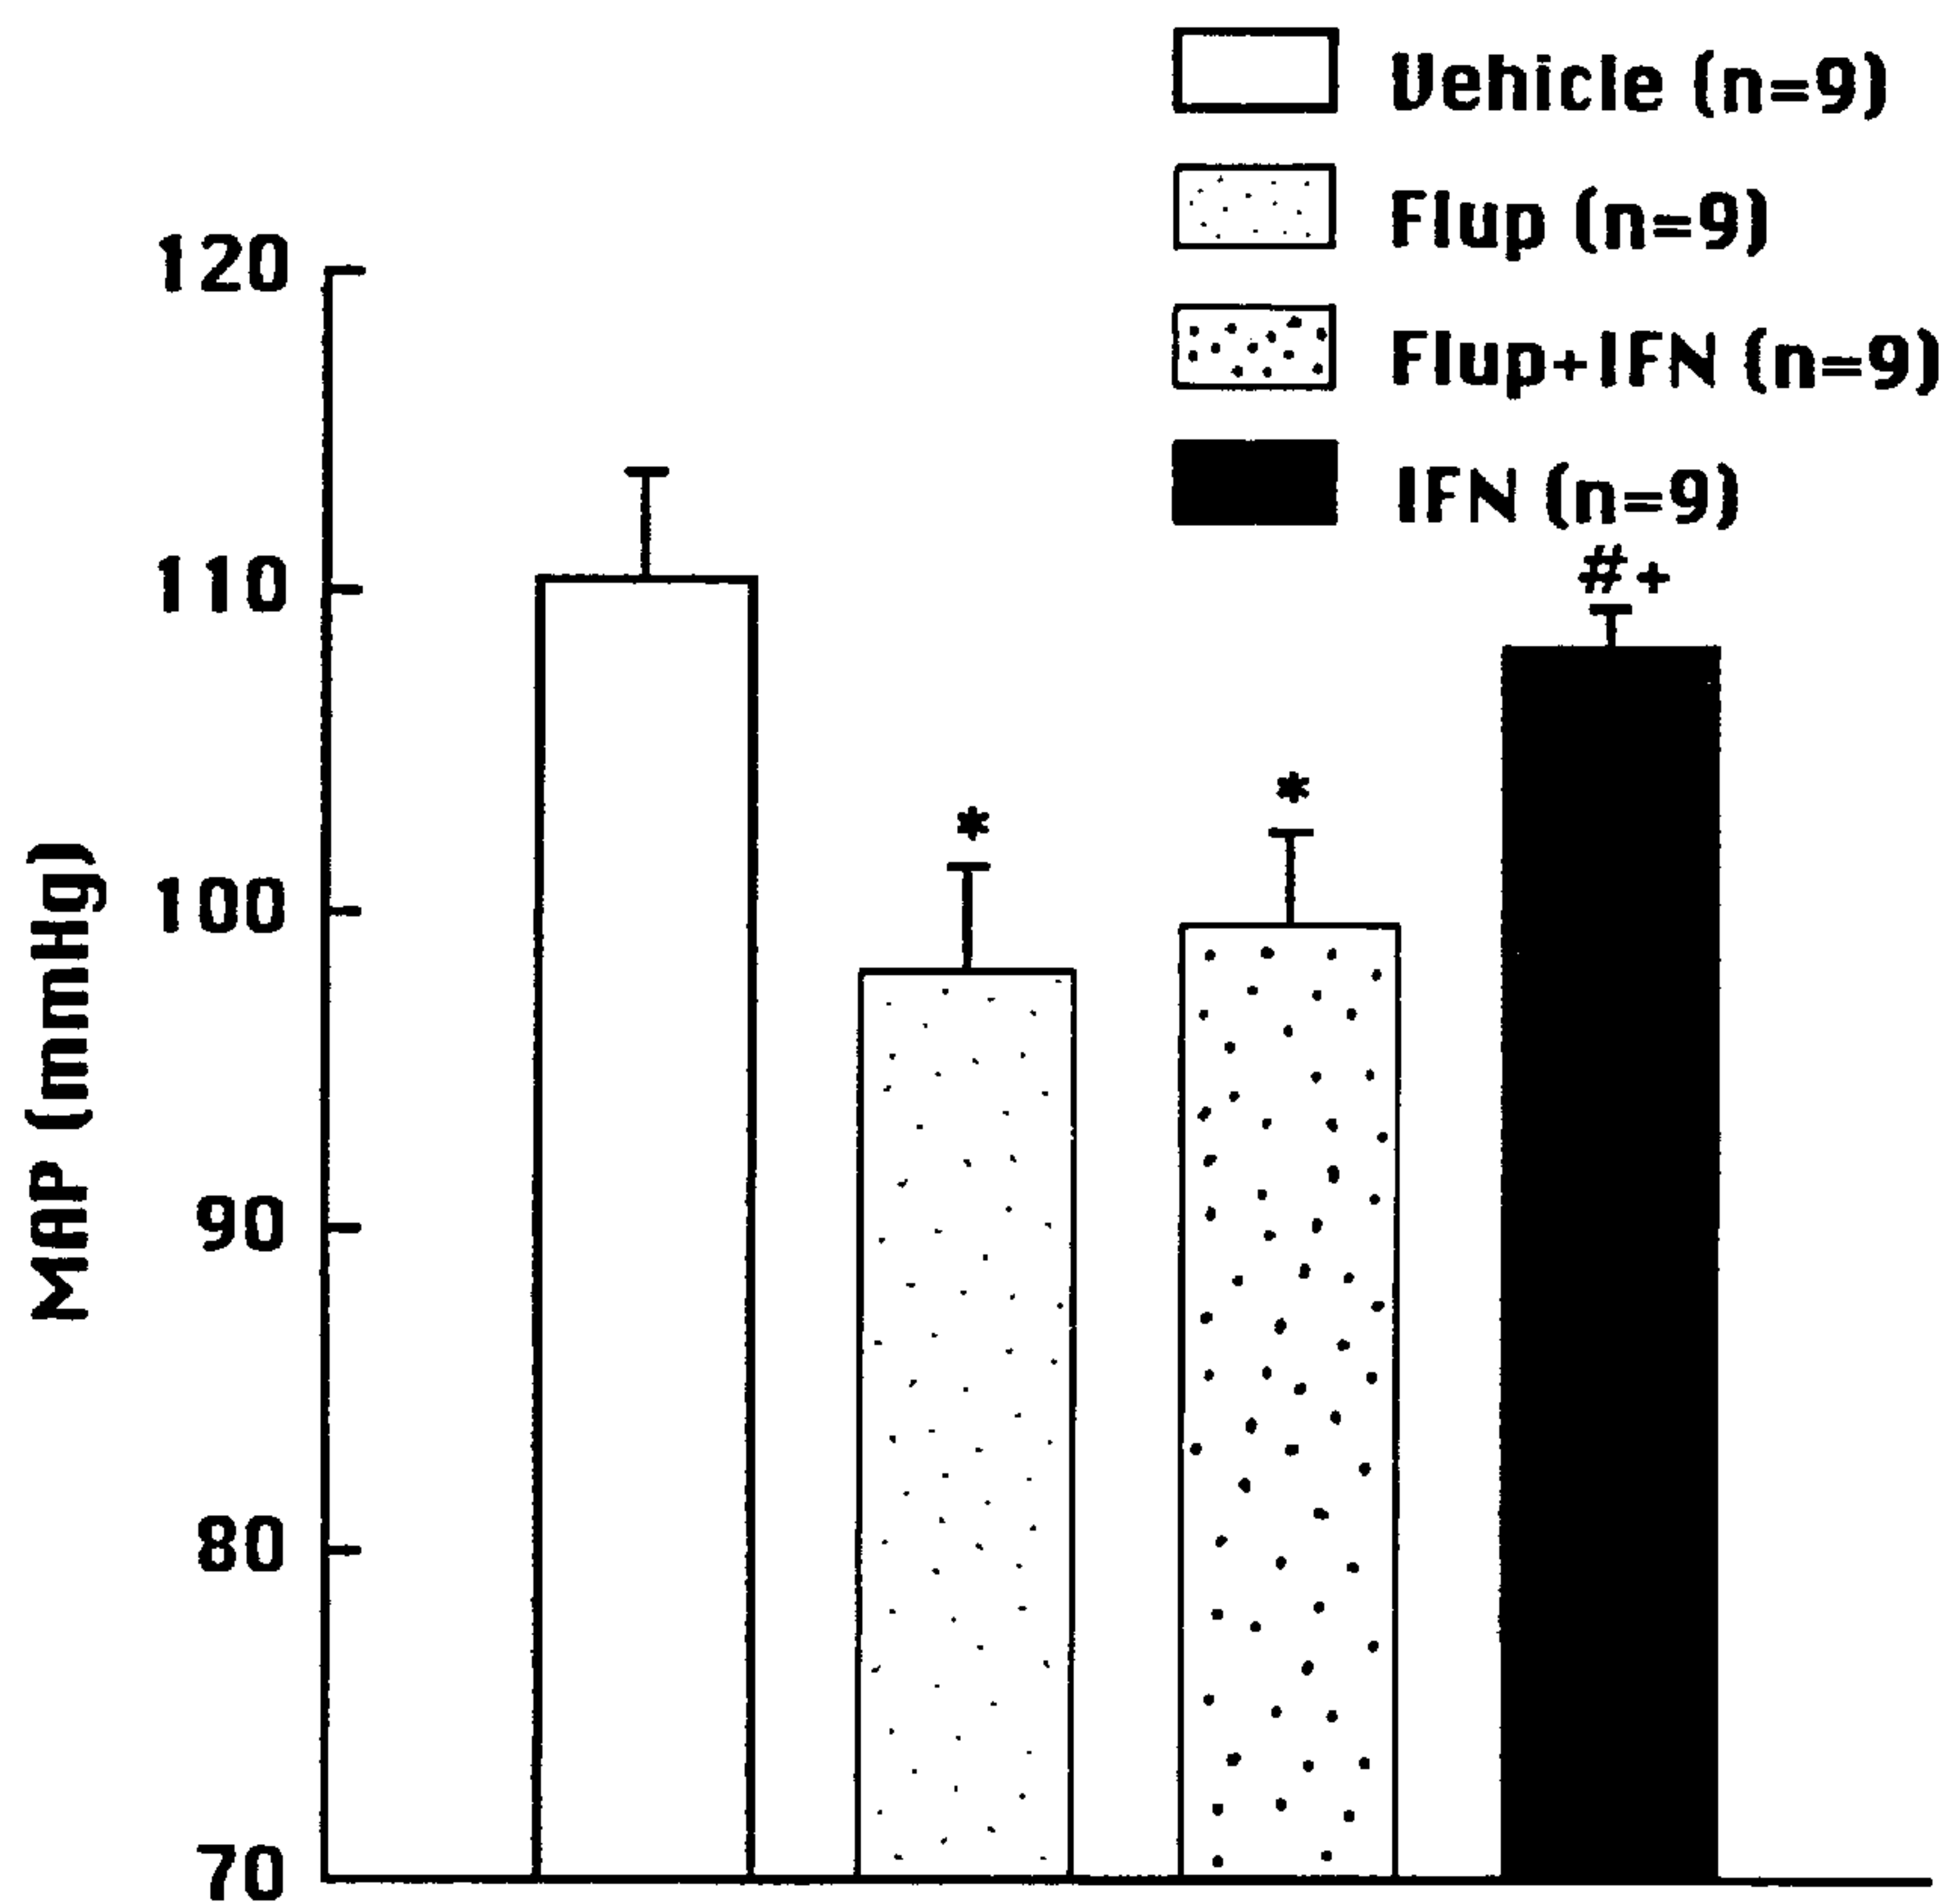 Vehicle (n=9)
Flup (n=9)
Flup+IFN (n=9)
IFN (n=9)
120
110
100
90
80
70
MAP (mmHg)
*
*
#+